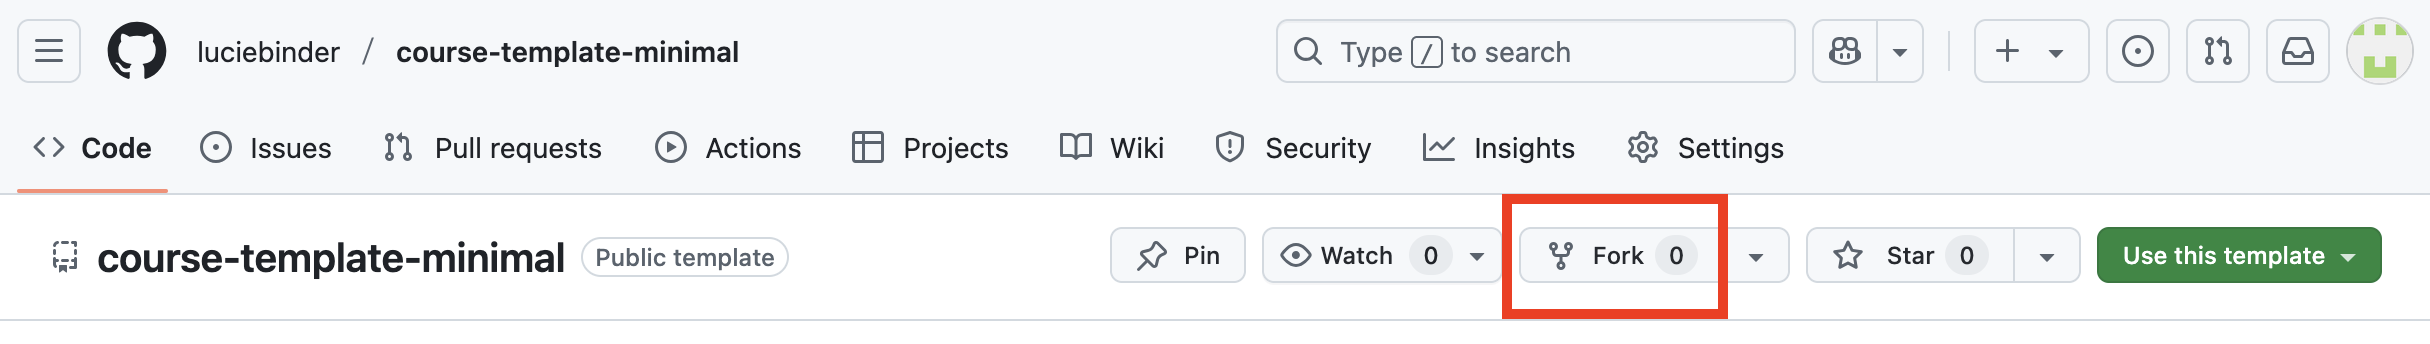 luciebinder / course-template-minimal
Type / to search
Code Issues Pull requests Actions Projects Wiki Security Insights Settings
course-template-minimal Public template Pin Watch 0 Fork 0 Star 0 Use this template